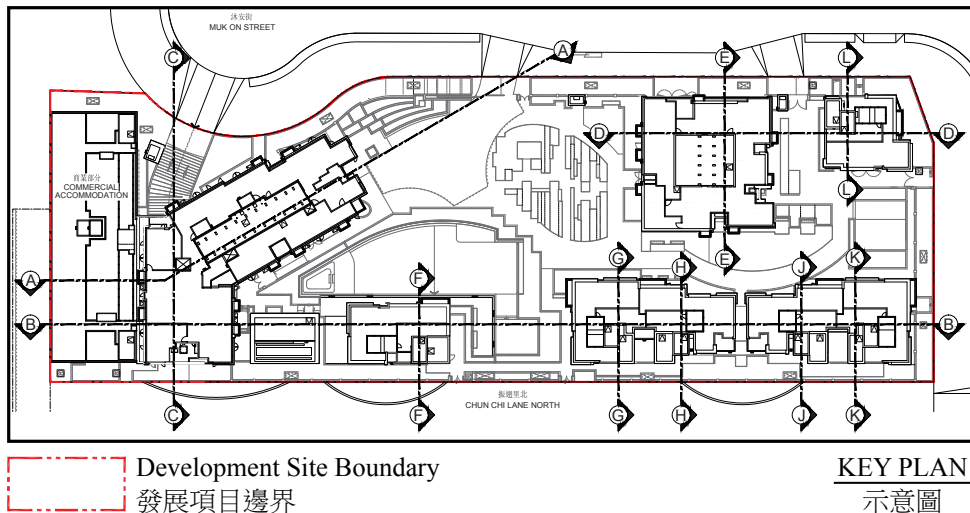 沐安街
MUK ON STREET
C
A
E
L
D
D
商業部分
COMMERCIAL
ACCOMMODATION
L
E
G
H
J
K
F
A
B
B
M
振翅里北
CHUN CHI LANE NORTH
C
F
G
H
J
K
Development Site Boundary
發展項目邊界
KEY PLAN
示意圖